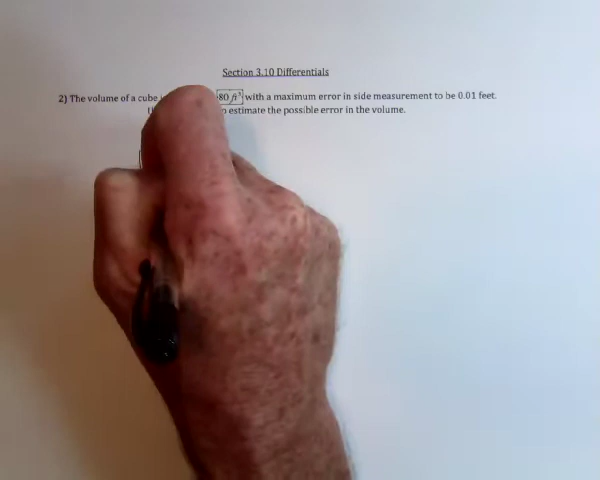 Section 3.10 Differentials
2) The volume of a cube 80 ft³ with a maximum error in side measurement to be 0.01 feet.
estimate the possible error in the volume.